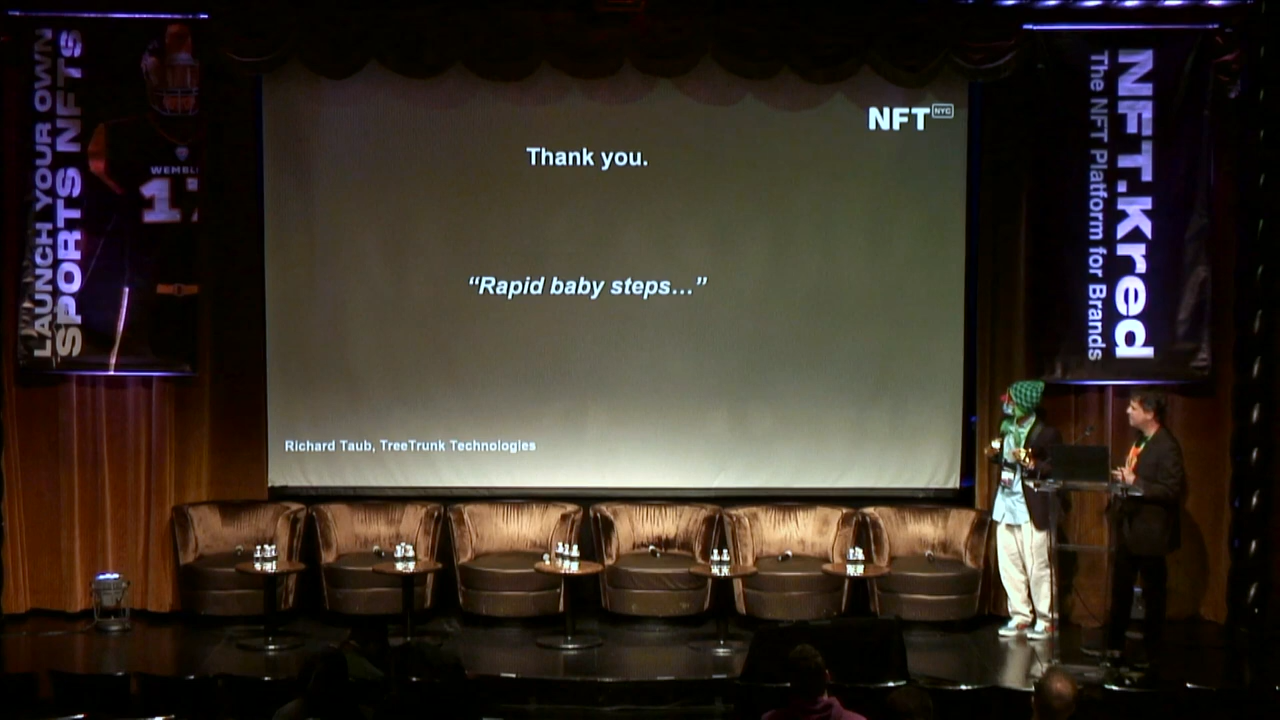 LAUNCH YOUR OWN
SPORTS NFTS
WEMBL
17
NFT NYC
Thank you.
“Rapid baby steps...”
Richard Taub, TreeTrunk Technologies
NFT.Kred
The NFT Platform for Brands